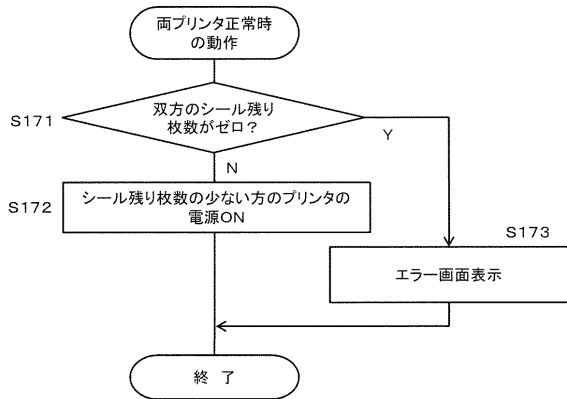 両プリンタ正常時
の動作
双方のシール残り
枚数がゼロ？
S171
Y
N
シール残り枚数の少ない方のプリンタの
電源ON
S172
S173
エラー画面表示
終 了